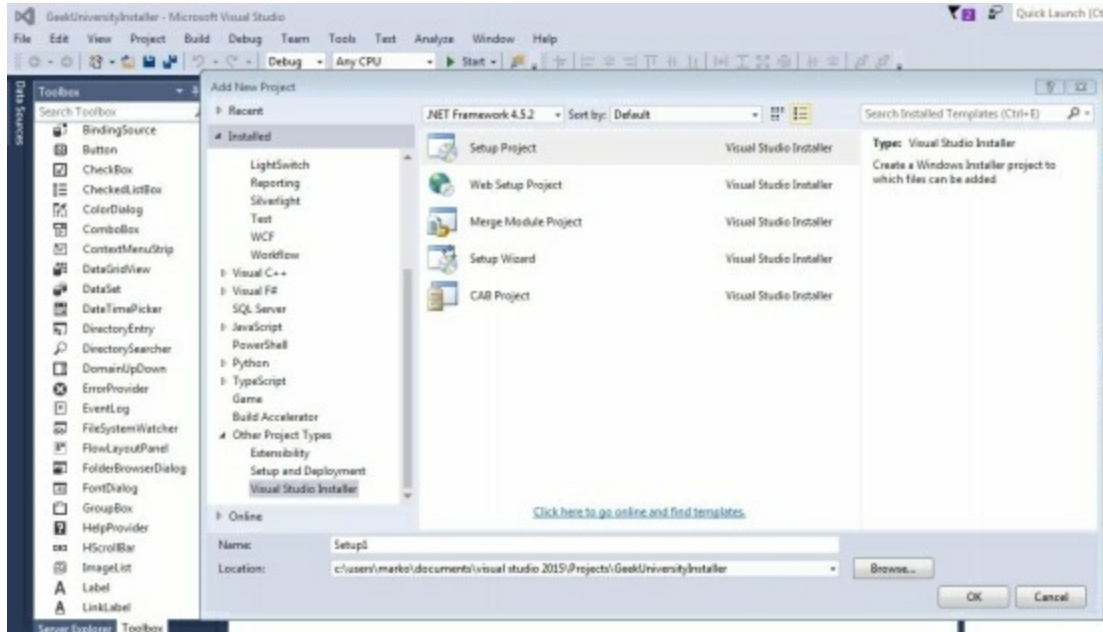 GeekUniversityInstaller - Microsoft Visual Studio
2
Quick Launch (Ct
File Edit View Project Build Debug Team Tools Test Analyze Window Help
Debug Any CPU Start
Data Sources
Toolbox
Search Toolbox
BindingSource
Button
CheckBox
CheckedListBox
ColorDialog
ComboBox
ContextMenuStrip
DataGridView
DataSet
DateTimePicker
DirectoryEntry
DirectorySearcher
DomainUpDown
ErrorProvider
EventLog
FileSystemWatcher
FlowLayoutPanel
FolderBrowserDialog
FontDialog
GroupBox
HelpProvider
HScrollBar
ImageList
Label
LinkLabel
Server Explorer Toolbox
Add New Project
Recent
Installed
LightSwitch
Reporting
Silverlight
Test
WCF
Workflow
Visual C++
Visual F#
SQL Server
JavaScript
PowerShell
Python
TypeScript
Game
Build Accelerator
Other Project Types
Extensibility
Setup and Deployment
Visual Studio Installer
Online
.NET Framework 4.5.2 Sort by: Default
Search Installed Templates (Ctrl+E)
Setup Project Visual Studio Installer
Web Setup Project Visual Studio Installer
Merge Module Project Visual Studio Installer
Setup Wizard Visual Studio Installer
CAB Project Visual Studio Installer
Click here to go online and find templates.
Type: Visual Studio Installer
Create a Windows Installer project to
which files can be added
Name: Setup1
Location: c:\users\marko\documents\visual studio 2015\Projects\GeekUniversityInstaller
Browse...
OK Cancel